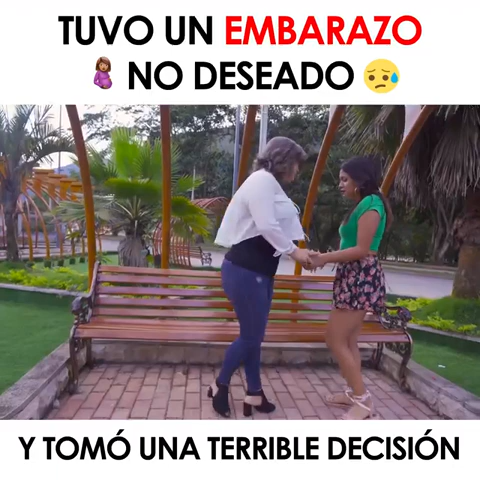 TUVO UN EMBARAZO
🤰🏽 NO DESEADO 😥
Y TOMÓ UNA TERRIBLE DECISIÓN